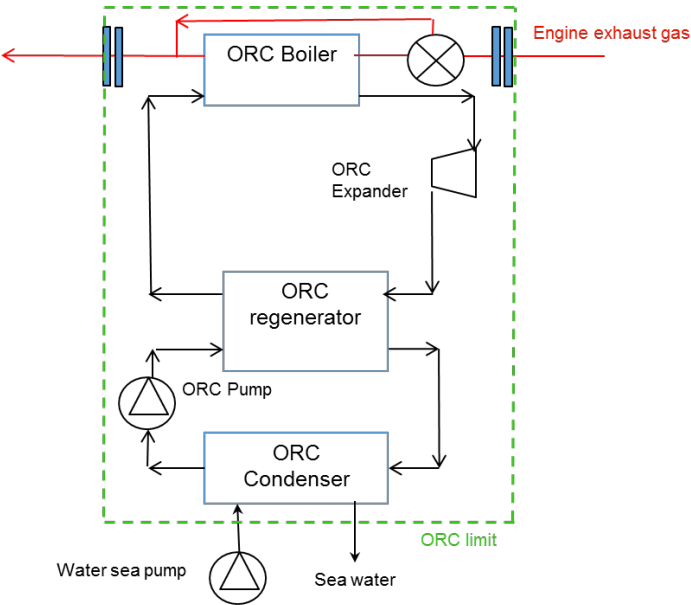 Engine exhaust gas
ORC Boiler
ORC
Expander
ORC
regenerator
ORC Pump
ORC
Condenser
ORC limit
Water sea pump
Sea water